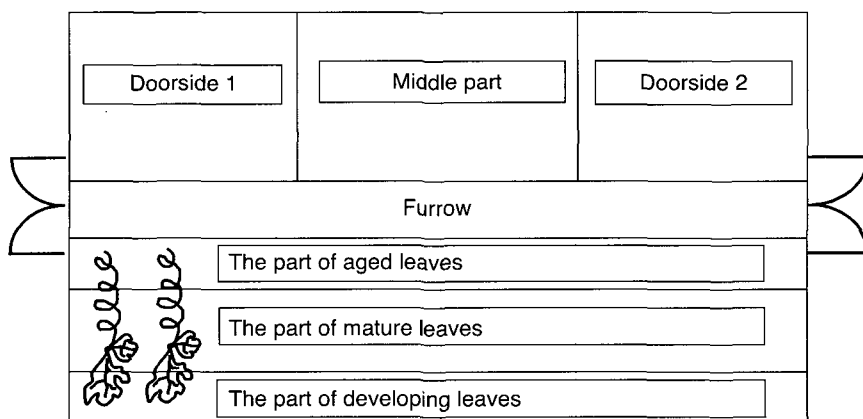 Doorside 1
Middle part
Doorside 2
Furrow
The part of aged leaves
The part of mature leaves
The part of developing leaves